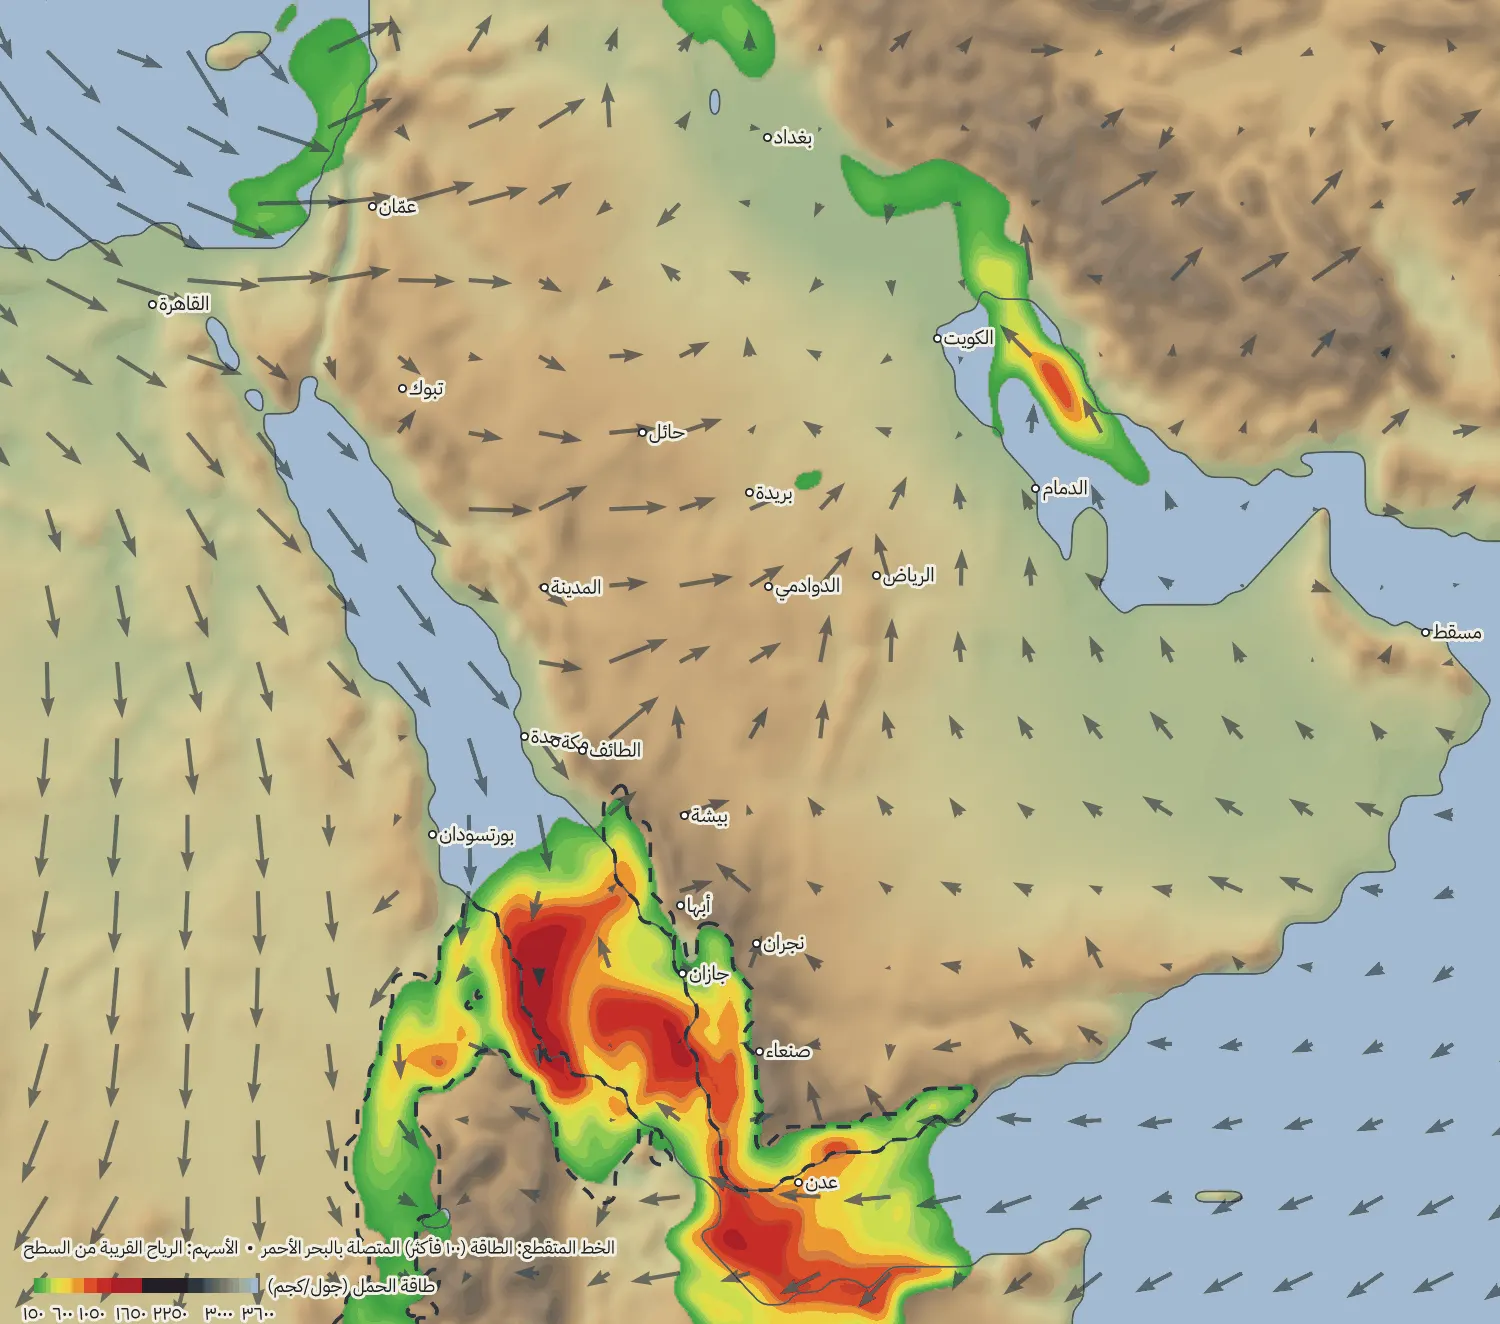 بغداد
عمّان
القاهرة
الكويت
تبوك
حائل
الدمام
بريدة
الرياض
الدوادمي
المدينة
مسقط
جدة
مكة
الطائف
بيشة
بورتسودان
أبها
نجران
جازان
صنعاء
عدن
الخط المتقطع: الطاقة (١٠٠ فأكثر) المتصلة بالبحر الأحمر • الأسهم: الرياح القريبة من السطح
طاقة الحمل (جول/كجم)
١٥٠ ٦٠٠ ١٠٥٠ ١٦٥٠ ٢٢٥٠ ٣٠٠٠ ٣٦٠٠